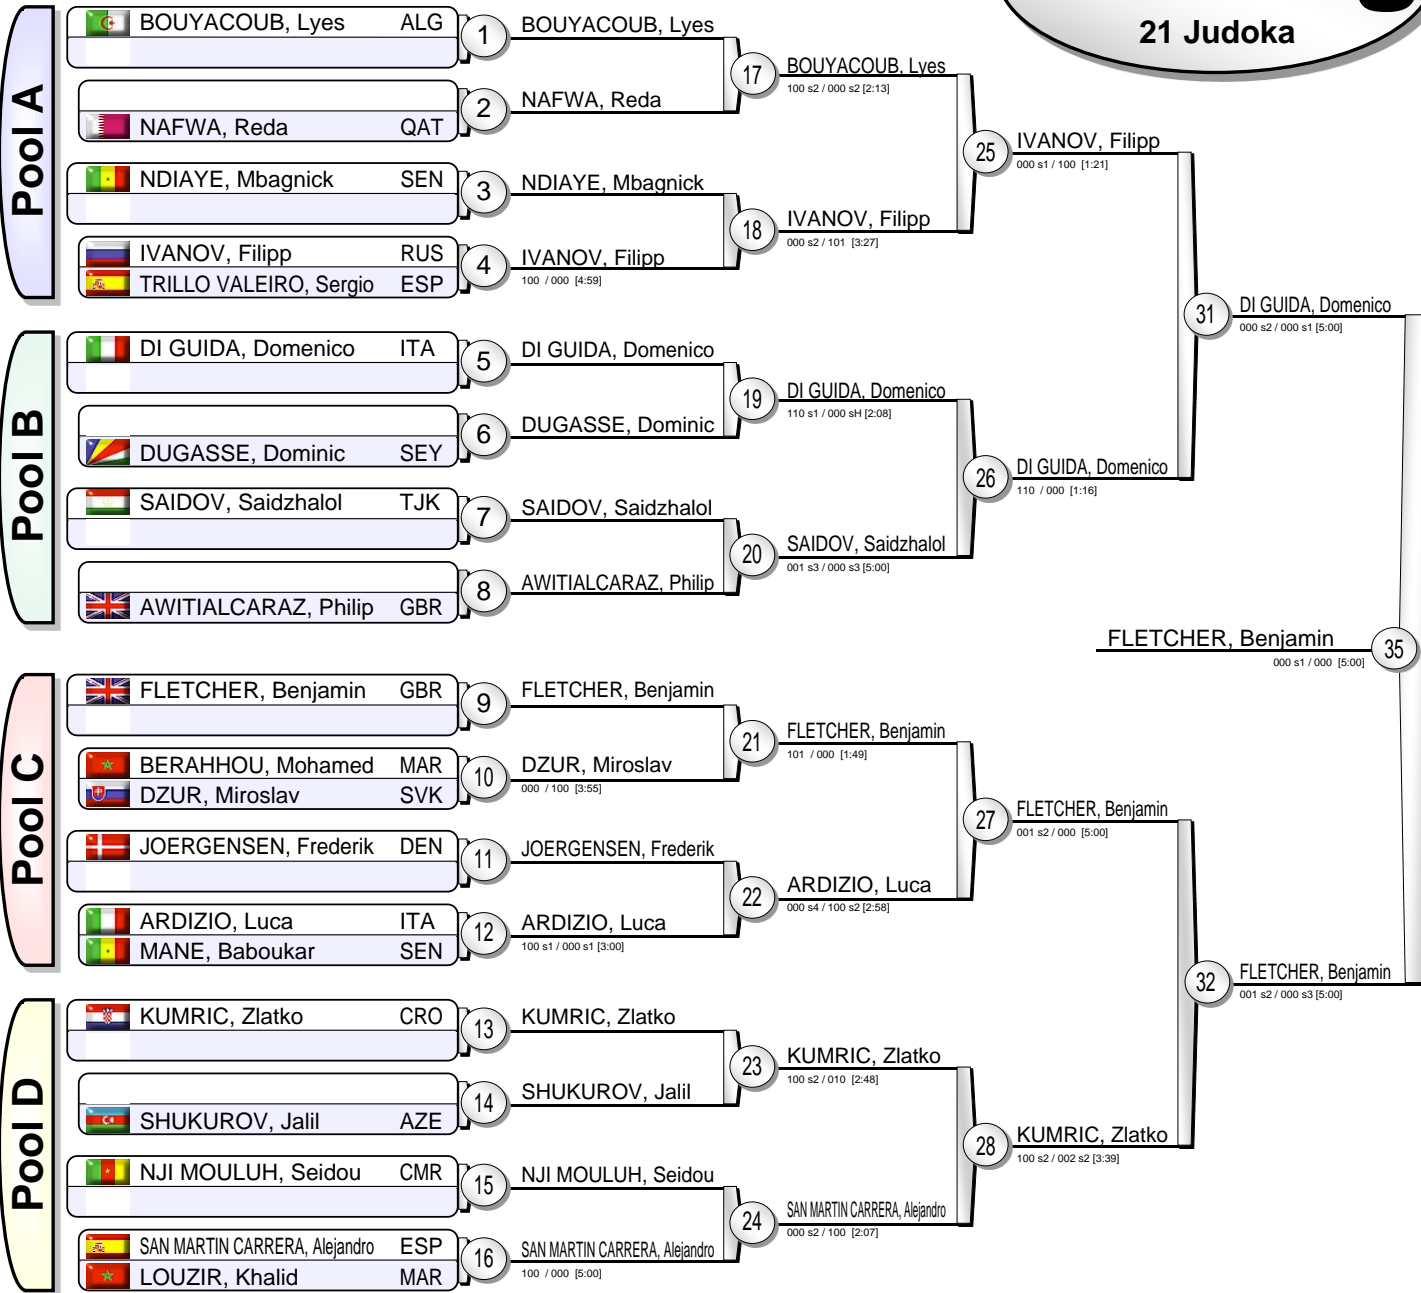 21 Judoka
Pool A
BOUYACOUB, Lyes ALG
1
BOUYACOUB, Lyes
2
NAFWA, Reda QAT
NAFWA, Reda
17
BOUYACOUB, Lyes
100 s2 / 000 s2 [2:13]
NDIAYE, Mbagnick SEN
3
NDIAYE, Mbagnick
IVANOV, Filipp RUS
TRILLO VALEIRO, Sergio ESP
4
IVANOV, Filipp
100 / 000 [4:59]
18
IVANOV, Filipp
000 s2 / 101 [3:27]
25
IVANOV, Filipp
000 s1 / 100 [1:21]
Pool B
DI GUIDA, Domenico ITA
5
DI GUIDA, Domenico
6
DUGASSE, Dominic SEY
DUGASSE, Dominic
19
DI GUIDA, Domenico
110 s1 / 000 sH [2:08]
SAIDOV, Saidzhalol TJK
7
SAIDOV, Saidzhalol
8
AWITIALCARAZ, Philip GBR
AWITIALCARAZ, Philip
20
SAIDOV, Saidzhalol
001 s3 / 000 s3 [5:00]
26
DI GUIDA, Domenico
110 / 000 [1:16]
31
DI GUIDA, Domenico
000 s2 / 000 s1 [5:00]
FLETCHER, Benjamin
000 s1 / 000 [5:00]
35
Pool C
FLETCHER, Benjamin GBR
9
FLETCHER, Benjamin
BERAHHOU, Mohamed MAR
DZUR, Miroslav SVK
10
DZUR, Miroslav
000 / 100 [3:55]
21
FLETCHER, Benjamin
101 / 000 [1:49]
JOERGENSEN, Frederik DEN
11
JOERGENSEN, Frederik
ARDIZIO, Luca ITA
MANE, Baboukar SEN
12
ARDIZIO, Luca
100 s1 / 000 s1 [3:00]
22
ARDIZIO, Luca
000 s4 / 100 s2 [2:58]
27
FLETCHER, Benjamin
001 s2 / 000 [5:00]
Pool D
KUMRIC, Zlatko CRO
13
KUMRIC, Zlatko
14
SHUKUROV, Jalil AZE
SHUKUROV, Jalil
23
KUMRIC, Zlatko
100 s2 / 010 [2:48]
NJI MOULUH, Seidou CMR
15
NJI MOULUH, Seidou
SAN MARTIN CARRERA, Alejandro ESP
LOUZIR, Khalid MAR
16
SAN MARTIN CARRERA, Alejandro
100 / 000 [5:00]
24
SAN MARTIN CARRERA, Alejandro
000 s2 / 100 [2:07]
28
KUMRIC, Zlatko
100 s2 / 002 s2 [3:39]
32
FLETCHER, Benjamin
001 s2 / 000 s3 [5:00]